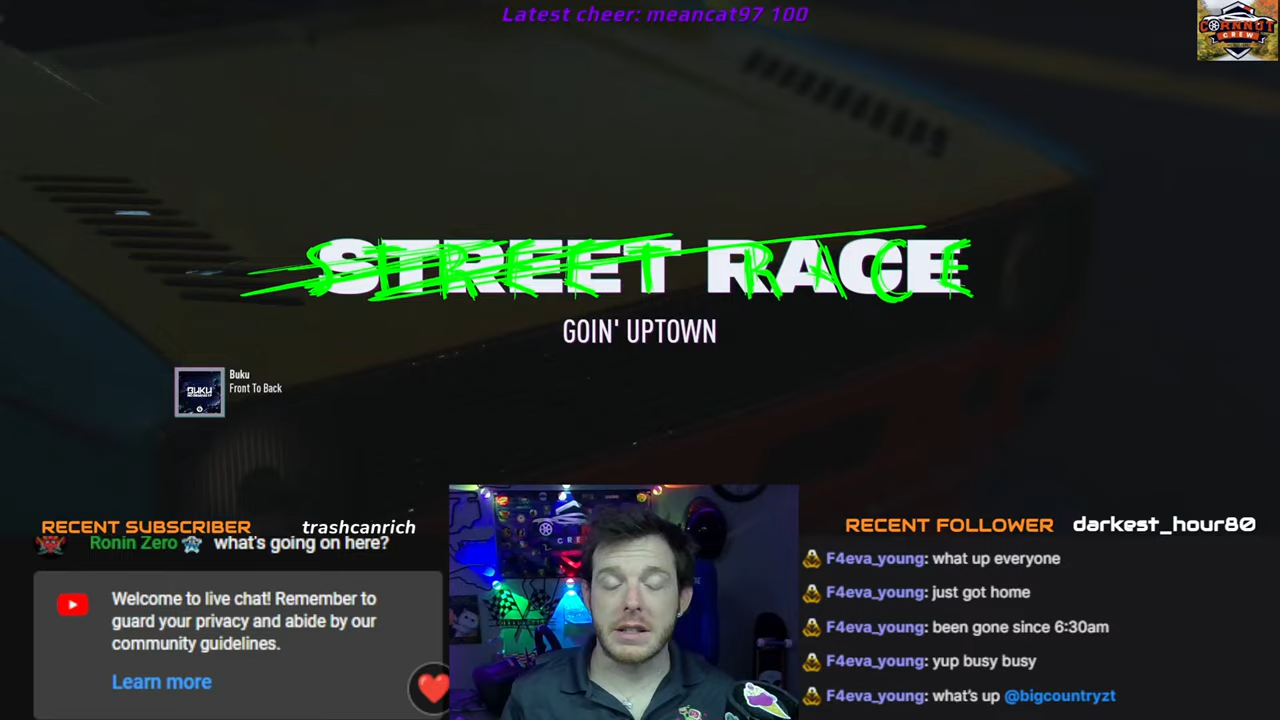 Latest cheer: meancat97 100
CORNNUT
CREW
STREET RACE
GOIN' UPTOWN
BUKU
Buku
Front To Back
RECENT SUBSCRIBER trashcanrich
Ronin Zero what's going on here?
Welcome to live chat! Remember to
guard your privacy and abide by our
community guidelines.
Learn more
RECENT FOLLOWER darkest_hour80
F4eva_young: what up everyone
F4eva_young: just got home
F4eva_young: been gone since 6:30am
F4eva_young: yup busy busy
F4eva_young: what's up @bigcountryzt